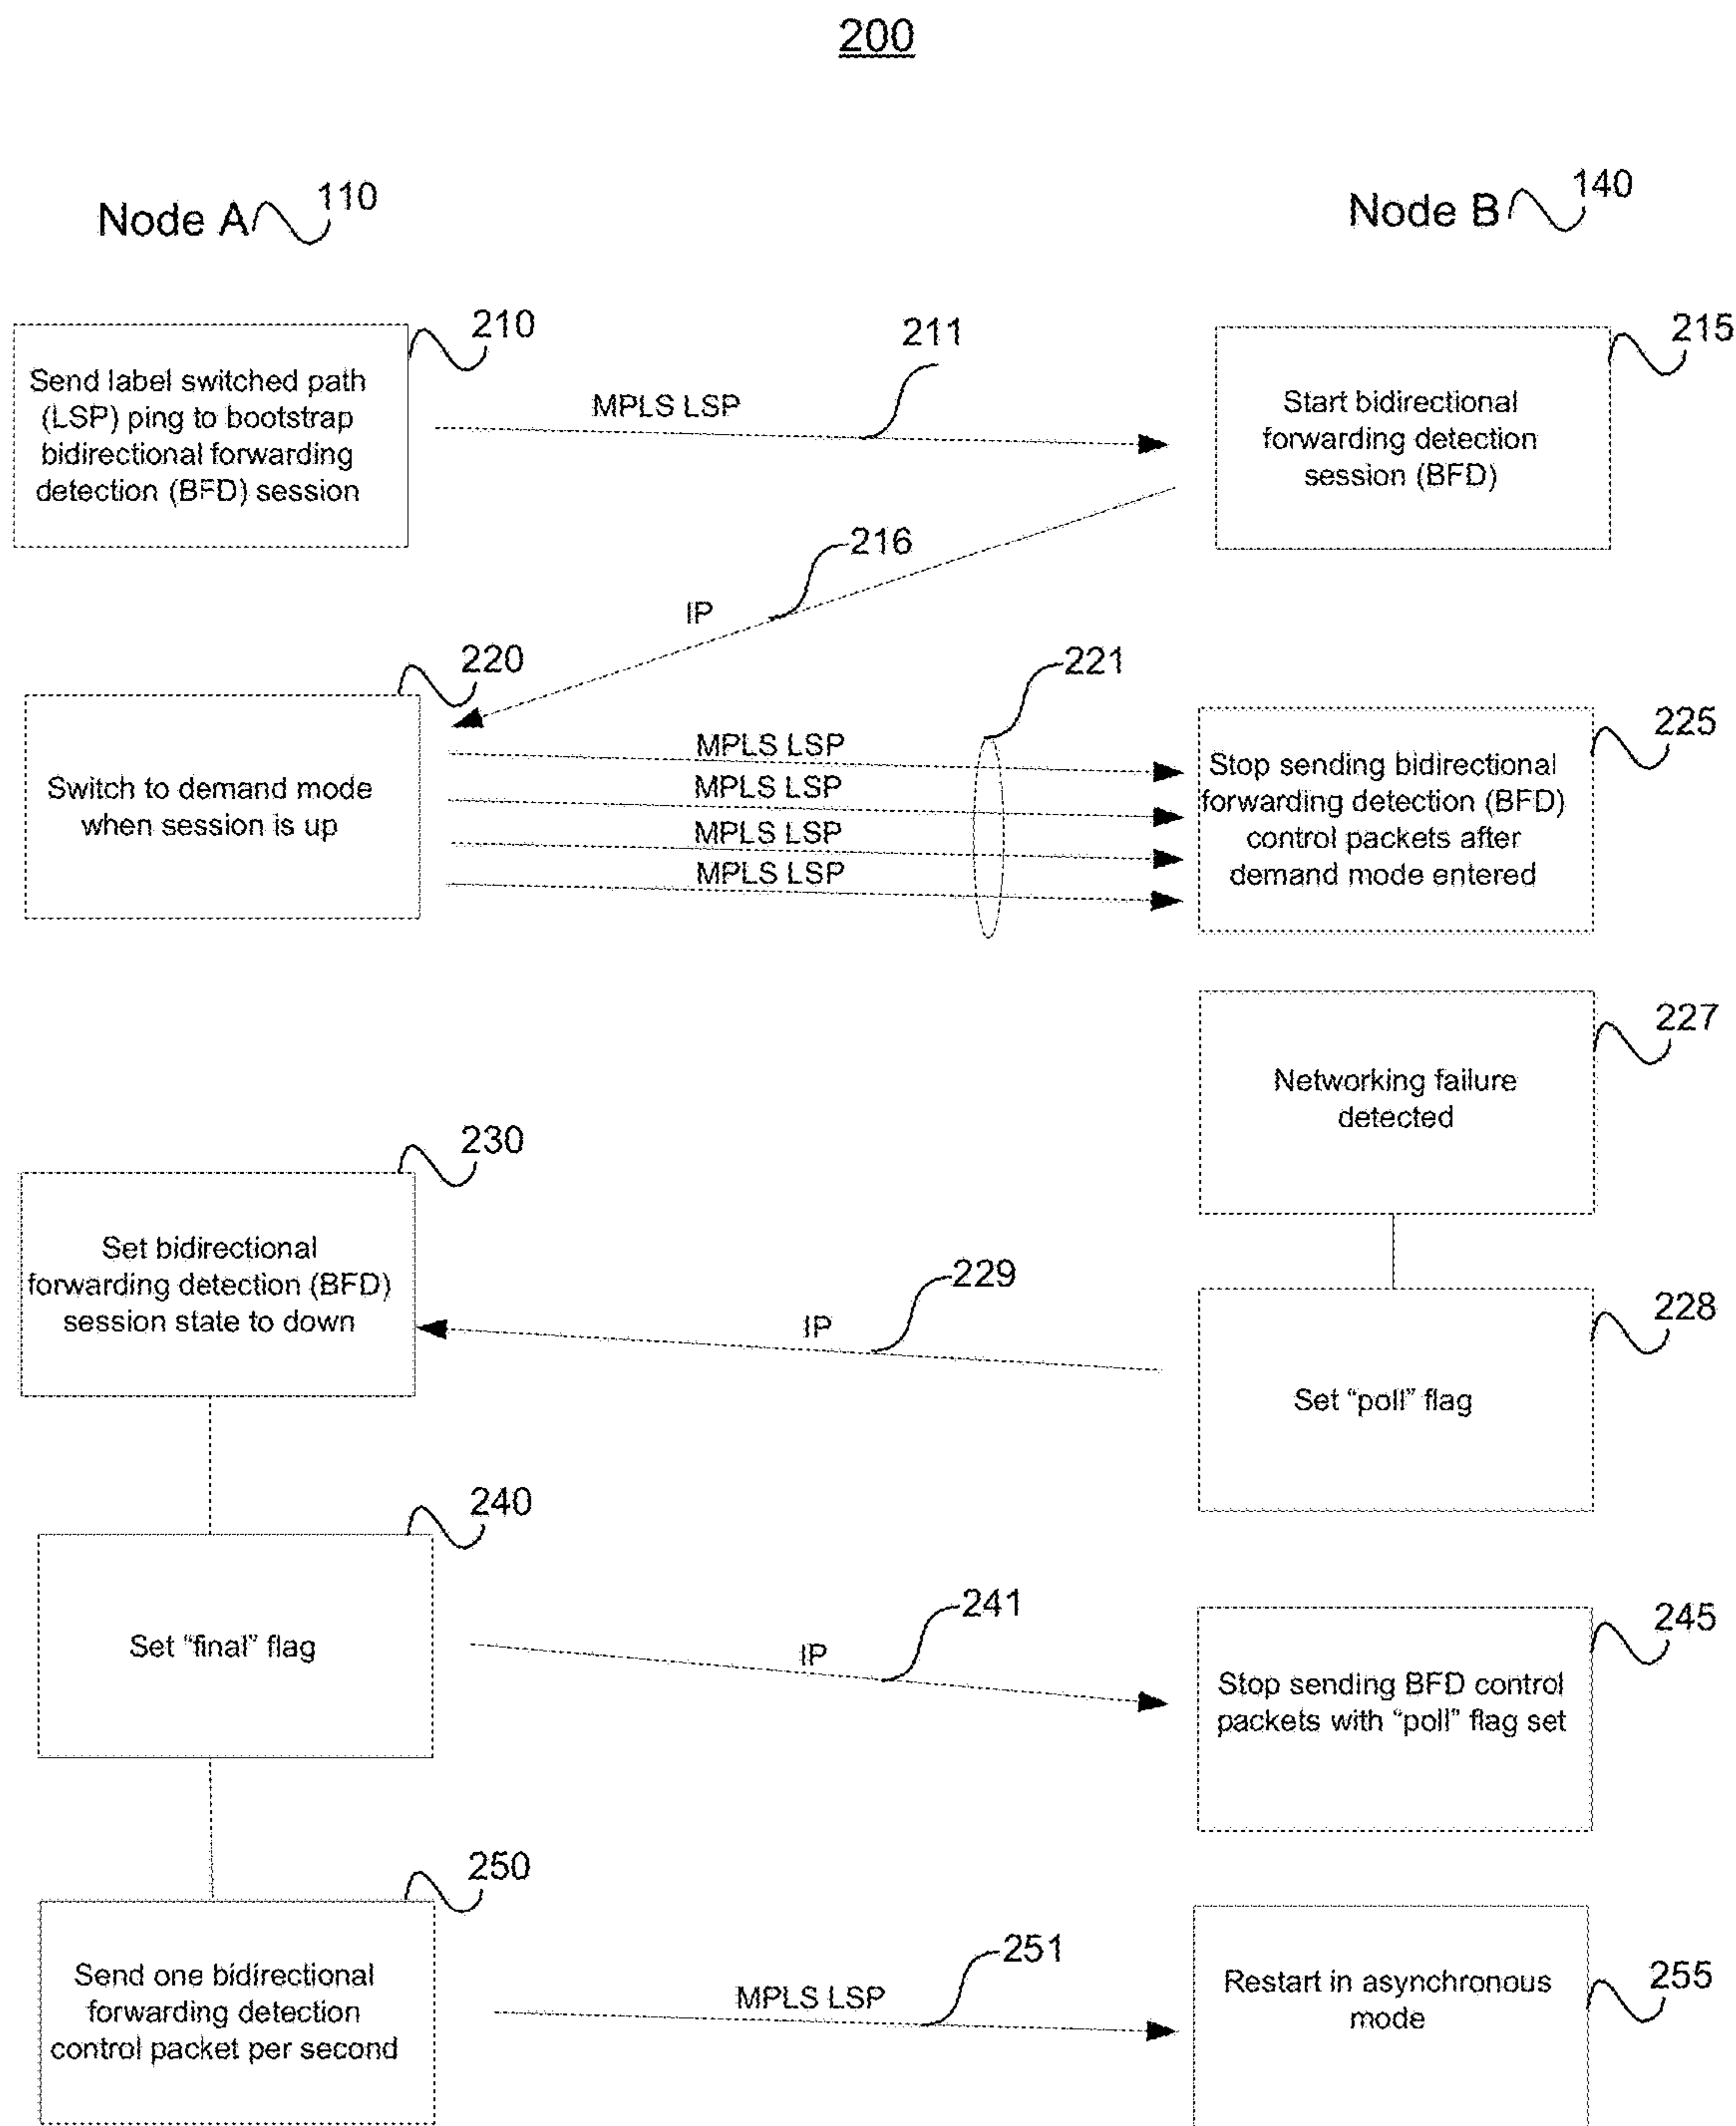 200
Node A 110
Node B 140
210
Send label switched path
(LSP) ping to bootstrap
bidirectional forwarding
detection (BFD) session
MPLS LSP
211
215
Start bidirectional
forwarding detection
session (BFD)
216
IP
220
Switch to demand mode
when session is up
221
MPLS LSP
MPLS LSP
MPLS LSP
MPLS LSP
225
Stop sending bidirectional
forwarding detection (BFD)
control packets after
demand mode entered
227
Networking failure
detected
230
Set bidirectional
forwarding detection (BFD)
session state to down
229
IP
228
Set “poll” flag
240
Set “final” flag
241
IP
245
Stop sending BFD control
packets with “poll” flag set
250
Send one bidirectional
forwarding detection
control packet per second
251
MPLS LSP
Restart in asynchronous
mode
255